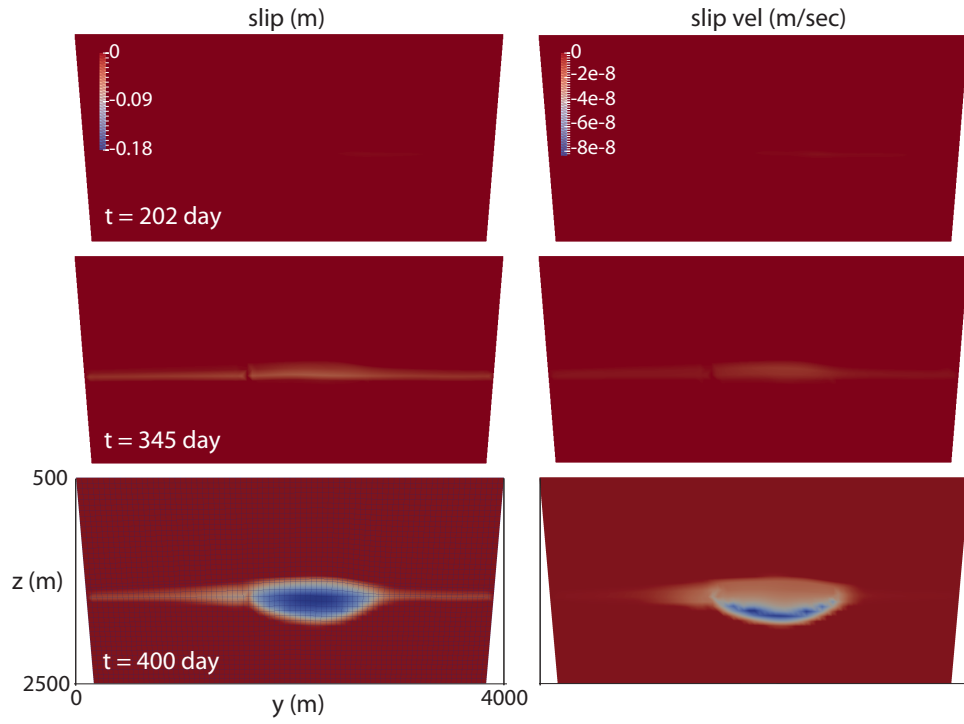 slip (m)
slip vel (m/sec)
-0
-0.09
-0.18
t = 202 day
-0
-2e-8
-4e-8
-6e-8
-8e-8
t = 345 day
500
z (m)
2500
t = 400 day
0
y (m)
4000